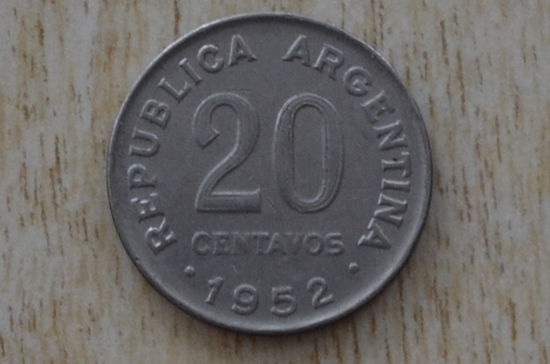 REPUBLICA ARGENTINA
20
CENTAVOS
· 1952 ·